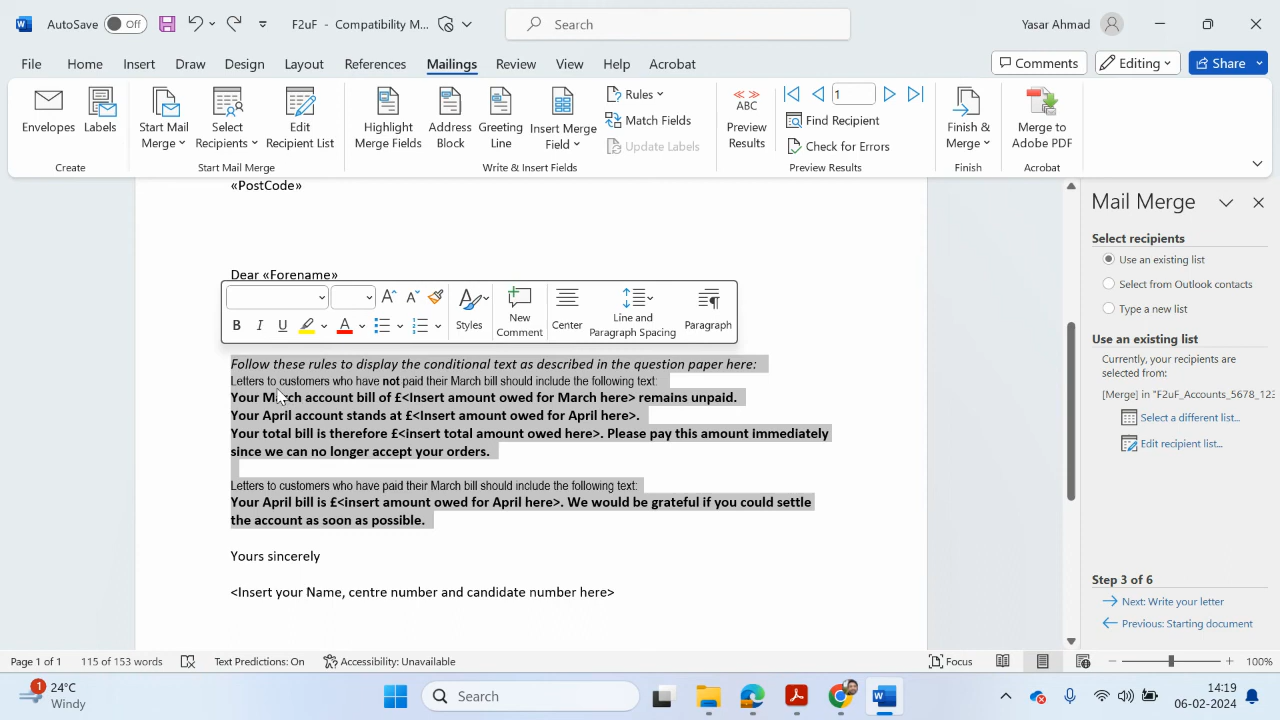 AutoSave Off F2uF - Compatibility M... Search Yasar Ahmad
File Home Insert Draw Design Layout References Mailings Review View Help Acrobat Comments Editing Share
Envelopes Labels Start Mail Merge Select Recipients Edit Recipient List Highlight Merge Fields Address Block Greeting Line Insert Merge Field Rules Match Fields Update Labels ABC Preview Results 1 Find Recipient Check for Errors Finish & Merge Merge to Adobe PDF
Create Start Mail Merge Write & Insert Fields Preview Results Finish Acrobat
«PostCode»
Dear «Forename»
B I U A Styles New Comment Center Line and Paragraph Spacing Paragraph
Follow these rules to display the conditional text as described in the question paper here:
Letters to customers who have not paid their March bill should include the following text:
Your March account bill of £<Insert amount owed for March here> remains unpaid.
Your April account stands at £<Insert amount owed for April here>.
Your total bill is therefore £<insert total amount owed here>. Please pay this amount immediately
since we can no longer accept your orders.
Letters to customers who have paid their March bill should include the following text:
Your April bill is £<insert amount owed for April here>. We would be grateful if you could settle
the account as soon as possible.
Yours sincerely
<Insert your Name, centre number and candidate number here>
Mail Merge
Select recipients
Use an existing list
Select from Outlook contacts
Type a new list
Use an existing list
Currently, your recipients are selected from:
[Merge] in "F2uF_Accounts_5678_123
Select a different list...
Edit recipient list...
Step 3 of 6
Next: Write your letter
Previous: Starting document
Page 1 of 1 115 of 153 words Text Predictions: On Accessibility: Unavailable Focus 100%
1 24°C
Windy
Search
14:19
06-02-2024